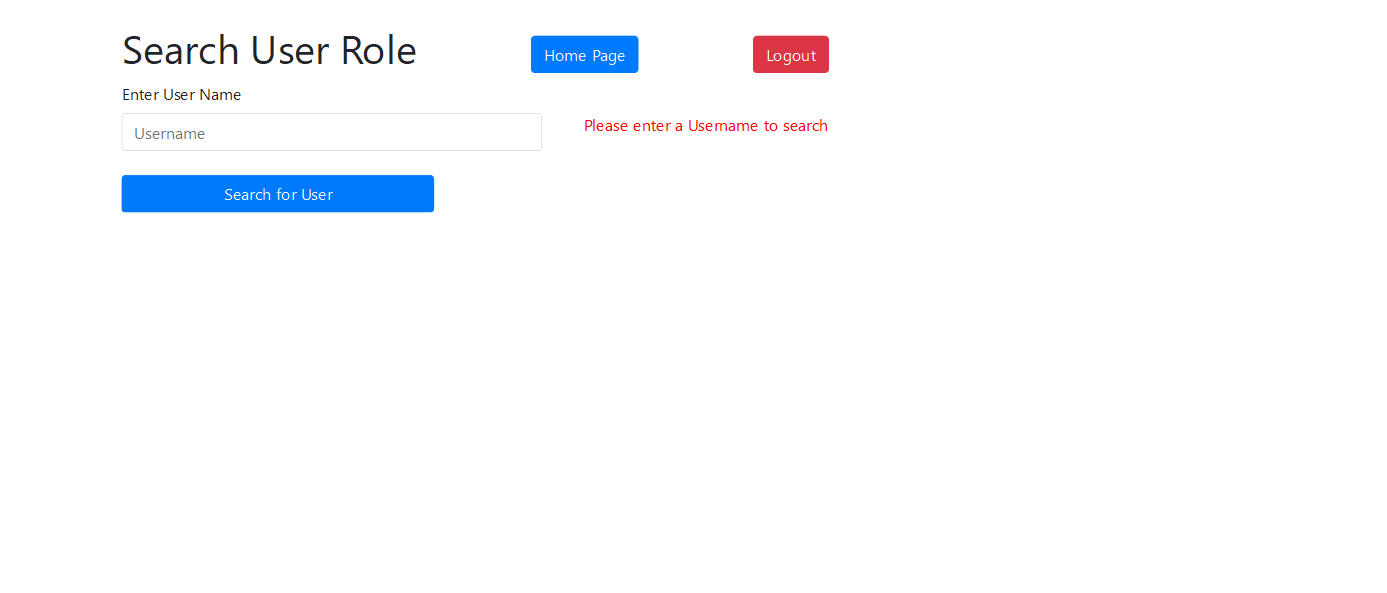 Search User Role
Home Page
Logout
Enter User Name
Username
Please enter a Username to search
Search for User